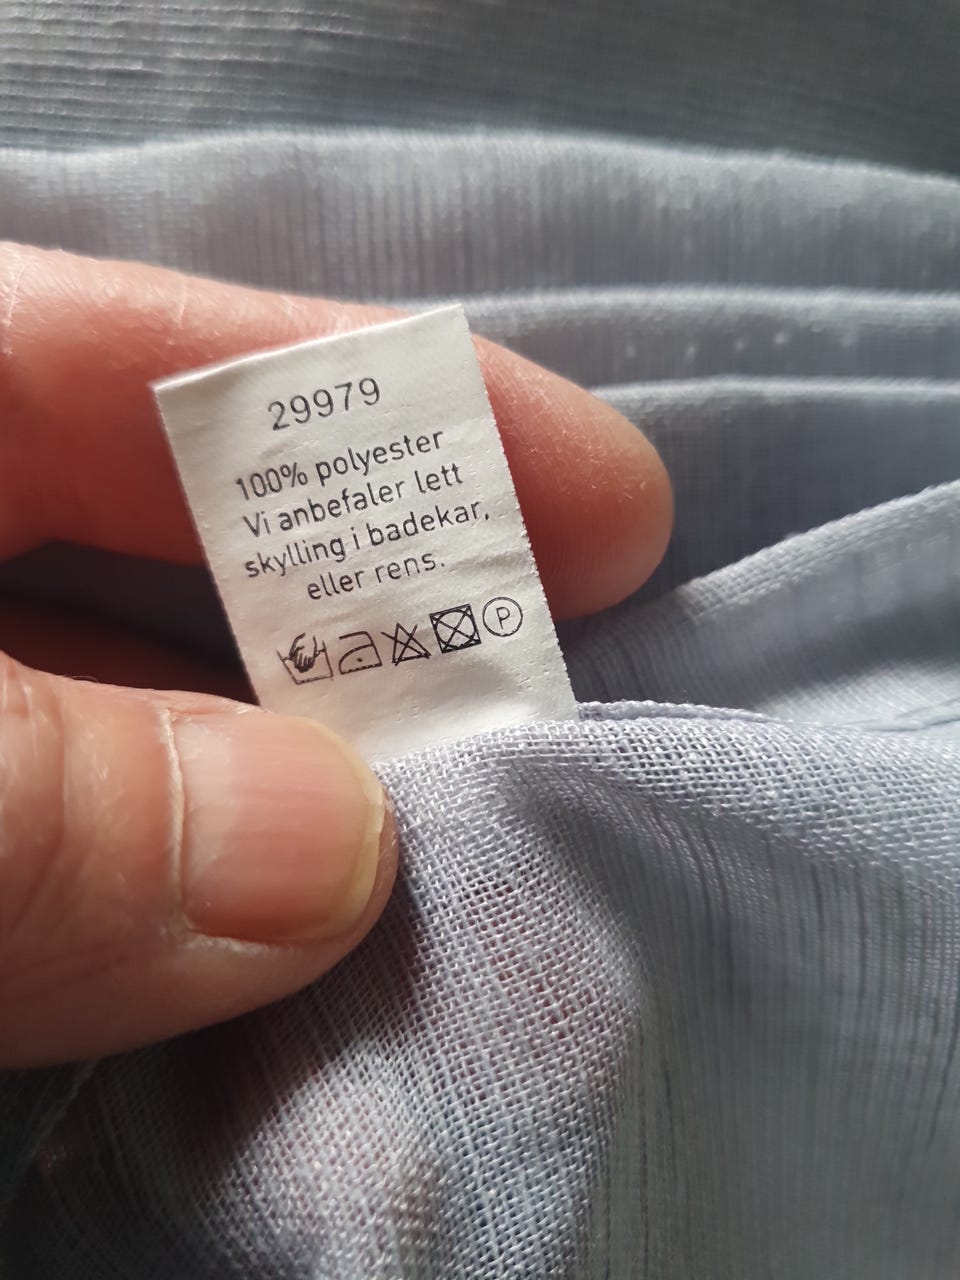 29979
100% polyester
Vi anbefaler lett
skylling i badekar,
eller rens.
P